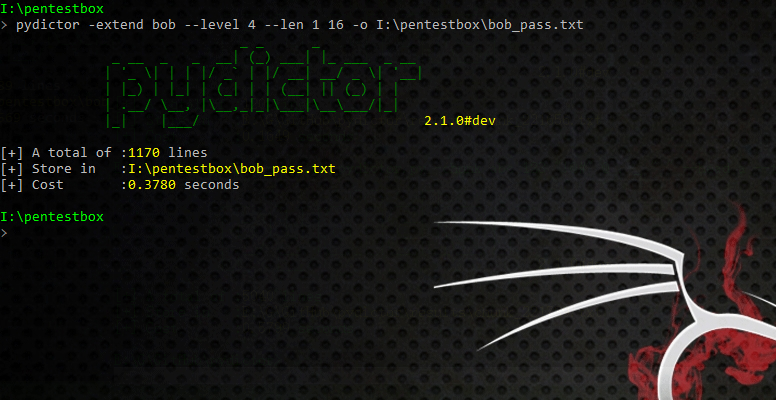 I:\pentestbox
> pydictor -extend bob --level 4 --len 1 16 -o I:\pentestbox\bob_pass.txt
pydictor
2.1.0#dev
[+] A total of :1170 lines
[+] Store in   :I:\pentestbox\bob_pass.txt
[+] Cost       :0.3780 seconds
I:\pentestbox
>